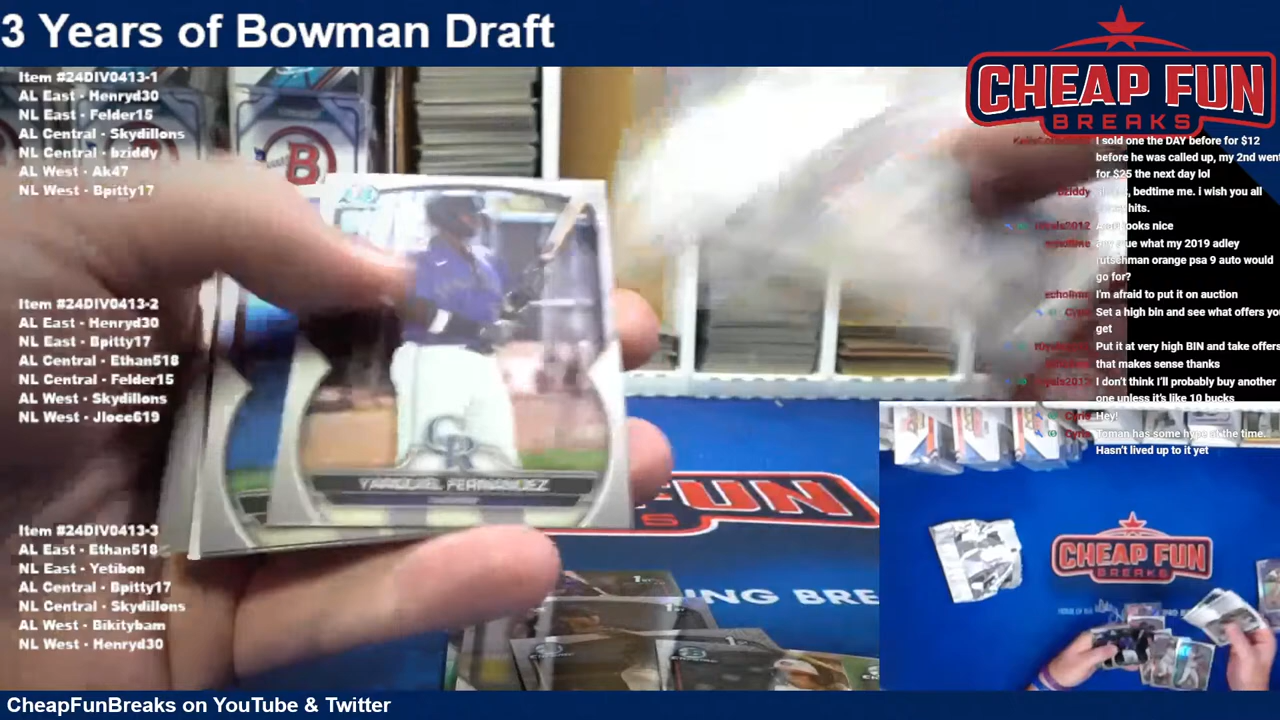 3 Years of Bowman Draft
CHEAP FUN
BREAKS
Item #24DIV0413-1
AL East - Henryd30
NL East - Felder15
AL Central - Skydillons
NL Central - bziddy
AL West - Ak47
NL West - Bpitty17
Item #24DIV0413-2
AL East - Henryd30
NL East - Bpitty17
AL Central - Ethan518
NL Central - Felder15
AL West - Skydillons
NL West - Jlocc619
Item #24DIV0413-3
AL East - Ethan518
NL East - Yetibon
AL Central - Bpitty17
NL Central - Skydillons
AL West - Bikitybam
NL West - Henryd30
I sold one the DAY before for $12
before he was called up, my 2nd went
for $25 the next day lol
bziddy
, bedtime me. i wish you all
hits.
looks nice
what my 2019 adley
rutschman orange psa 9 auto would
go for?
I'm afraid to put it on auction
Set a high bin and see what offers you
get
Put it at very high BIN and take offers
that makes sense thanks
I don't think I'll probably buy another
one unless it's like 10 bucks
Hey!
Toman has some hype at the time.
Hasn't lived up to it yet
B
CR
FERNANDEZ
FUN
ING BRE
1st
1st
CHEAP FUN
BREAKS
CheapFunBreaks on YouTube & Twitter